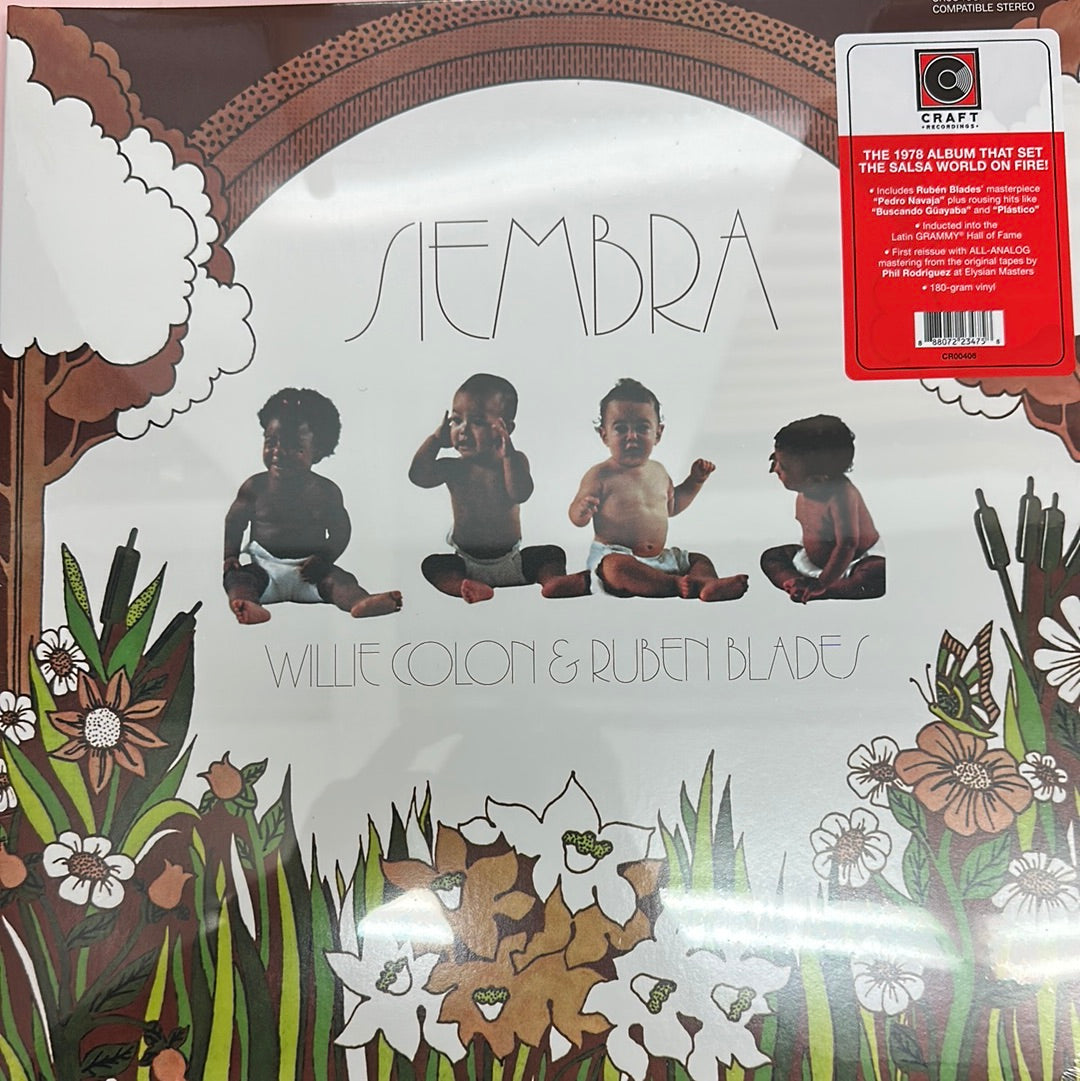 COMPATIBLE STEREO
CRAFT
• RECORDINGS •
THE 1978 ALBUM THAT SET
THE SALSA WORLD ON FIRE!
• Includes Rubén Blades' masterpiece
"Pedro Navaja" plus rousing hits like
"Buscando Güayaba" and "Plástico"
• Inducted into the
Latin GRAMMY® Hall of Fame
• First reissue with ALL-ANALOG
mastering from the original tapes by
Phil Rodriguez at Elysian Masters
• 180-gram vinyl
8 88072 23475 8
CR00406
SIEMBRA
WILLIE COLON & RUBEN BLADES